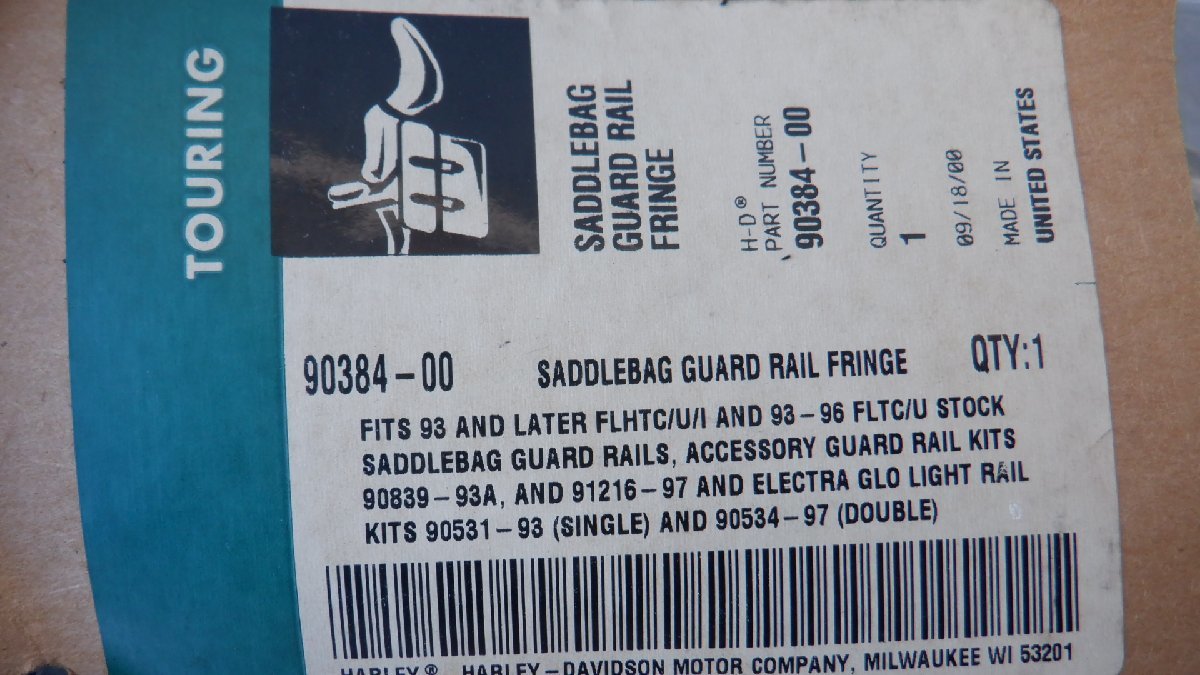 TOURING
SADDLEBAG
GUARD RAIL
FRINGE
H-D®
PART NUMBER
90384-00
QUANTITY
1
09/18/00
MADE IN
UNITED STATES
90384-00 SADDLEBAG GUARD RAIL FRINGE QTY:1
FITS 93 AND LATER FLHTC/U/I AND 93-96 FLTC/U STOCK
SADDLEBAG GUARD RAILS, ACCESSORY GUARD RAIL KITS
90839-93A, AND 91216-97 AND ELECTRA GLO LIGHT RAIL
KITS 90531-93 (SINGLE) AND 90534-97 (DOUBLE)
HARLEY® HARLEY-DAVIDSON MOTOR COMPANY, MILWAUKEE WI 53201